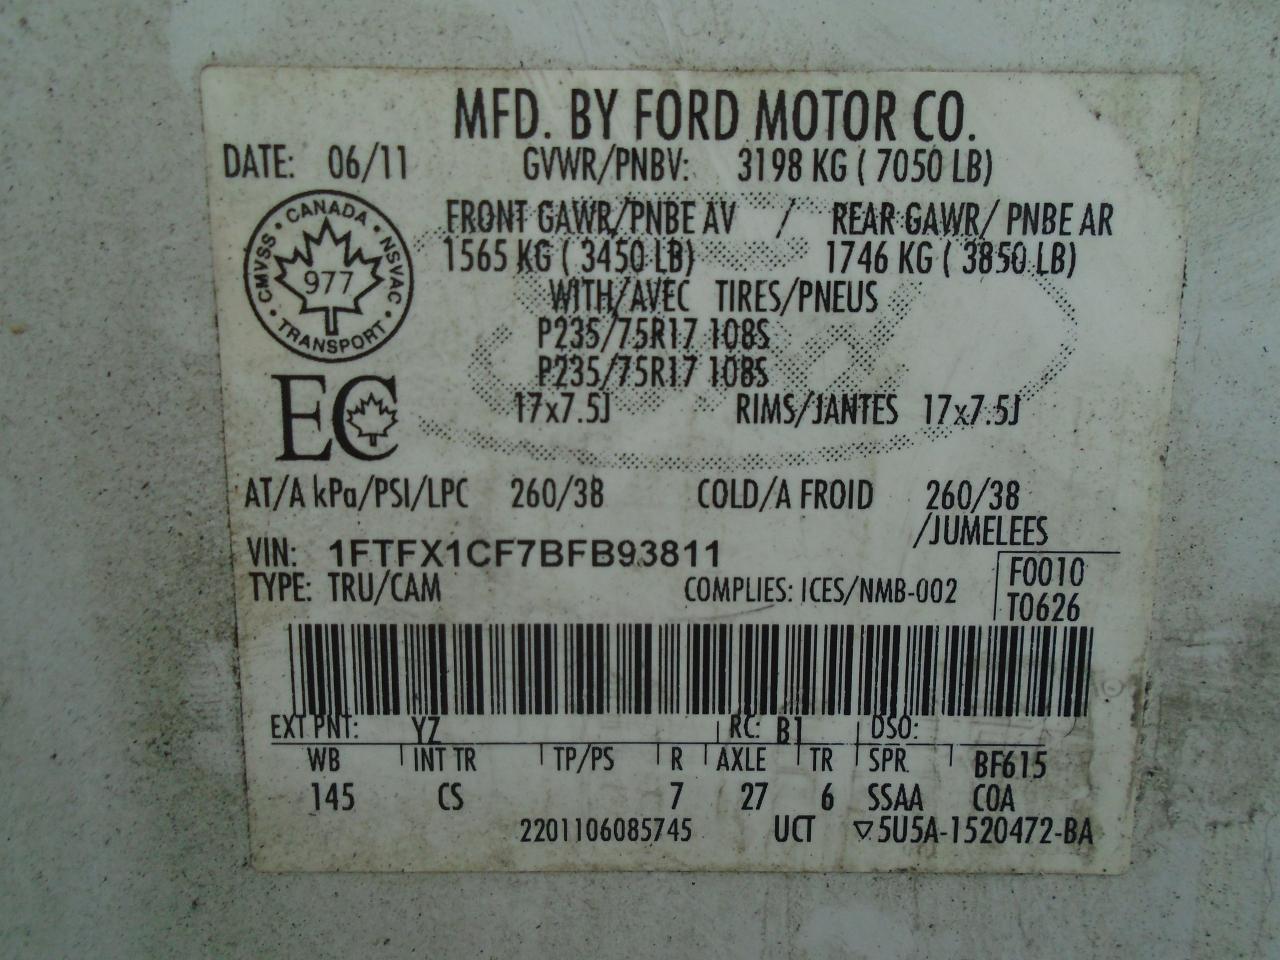 MFD. BY FORD MOTOR CO.
DATE: 06/11 GVWR/PNBV: 3198 KG ( 7050 LB)
FRONT GAWR/PNBE AV / REAR GAWR/ PNBE AR
1565 KG ( 3450 LB) 1746 KG ( 3850 LB)
WITH/AVEC TIRES/PNEUS
P235/75R17 108S
P235/75R17 108S
17x7.5J RIMS/JANTES 17x7.5J
CANADA
CMVSS 977 NSVAC
TRANSPORT
EC
AT/A kPa/PSI/LPC 260/38 COLD/A FROID 260/38
/JUMELEES
VIN: 1FTFX1CF7BFB93811
TYPE: TRU/CAM COMPLIES: ICES/NMB-002
F0010
T0626
EXT PNT: YZ RC: B1 DSO:
WB INT TR TP/PS R AXLE TR SPR BF615
145 CS 7 27 6 SSAA COA
2201106085745 UCT ▽5U5A-1520472-BA